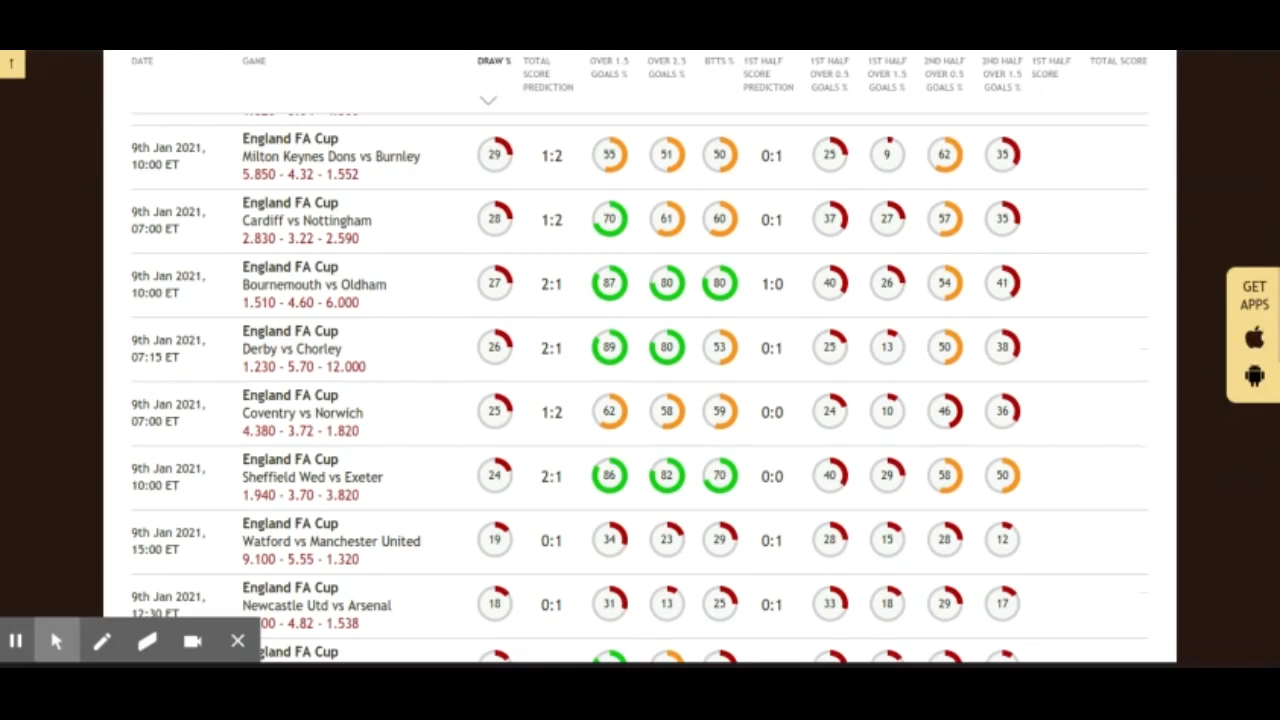 DATE GAME DRAW % TOTAL SCORE PREDICTION OVER 1.5 GOALS % OVER 2.5 GOALS % BTTS % 1ST HALF SCORE PREDICTION 1ST HALF OVER 0.5 GOALS % 1ST HALF OVER 1.5 GOALS % 2ND HALF OVER 0.5 GOALS % 2ND HALF OVER 1.5 GOALS % 1ST HALF SCORE TOTAL SCORE
England FA Cup
9th Jan 2021, Milton Keynes Dons vs Burnley 29 1:2 55 51 50 0:1 25 9 62 35
10:00 ET 5.850 - 4.32 - 1.552
England FA Cup
9th Jan 2021, Cardiff vs Nottingham 28 1:2 70 61 60 0:1 37 27 57 35
07:00 ET 2.830 - 3.22 - 2.590
England FA Cup
9th Jan 2021, Bournemouth vs Oldham 27 2:1 87 80 80 1:0 40 26 54 41
10:00 ET 1.510 - 4.60 - 6.000
England FA Cup
9th Jan 2021, Derby vs Chorley 26 2:1 89 80 53 0:1 25 13 50 38
07:15 ET 1.230 - 5.70 - 12.000
England FA Cup
9th Jan 2021, Coventry vs Norwich 25 1:2 62 58 59 0:0 24 10 46 36
07:00 ET 4.380 - 3.72 - 1.820
England FA Cup
9th Jan 2021, Sheffield Wed vs Exeter 24 2:1 86 82 70 0:0 40 29 58 50
10:00 ET 1.940 - 3.70 - 3.820
England FA Cup
9th Jan 2021, Watford vs Manchester United 19 0:1 34 23 29 0:1 28 15 28 12
15:00 ET 9.100 - 5.55 - 1.320
England FA Cup
9th Jan 2021, Newcastle Utd vs Arsenal 18 0:1 31 13 25 0:1 33 18 29 17
12:30 ET 00 - 4.82 - 1.538
gland FA Cup
GET
APPS